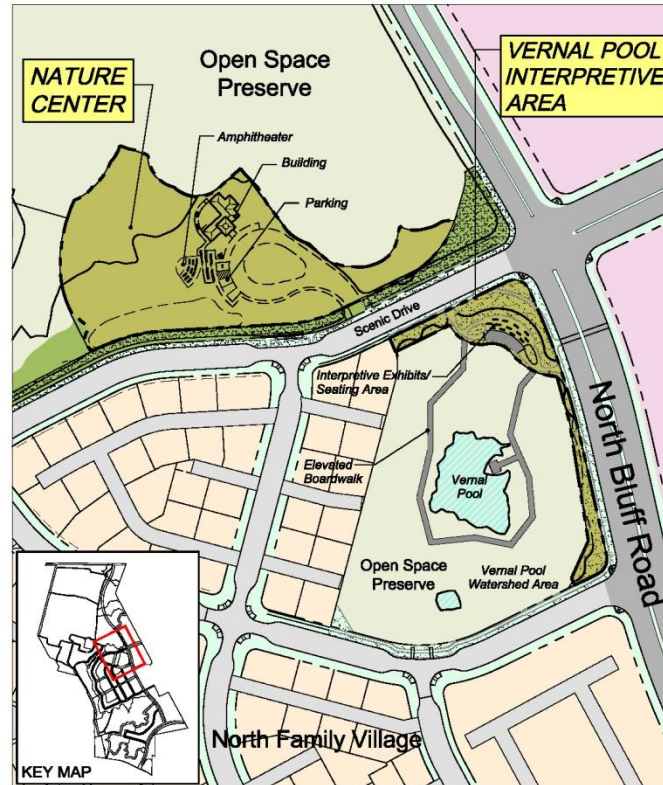 NATURE
CENTER
Open Space
Preserve
VERNAL POOL
INTERPRETIVE
AREA
Amphitheater
Building
Parking
Scenic Drive
Interpretive Exhibits/
Seating Area
North Bluff Road
Elevated
Boardwalk
Vernal
Pool
Open Space
Preserve
Vernal Pool
Watershed Area
North Family Village
KEY MAP